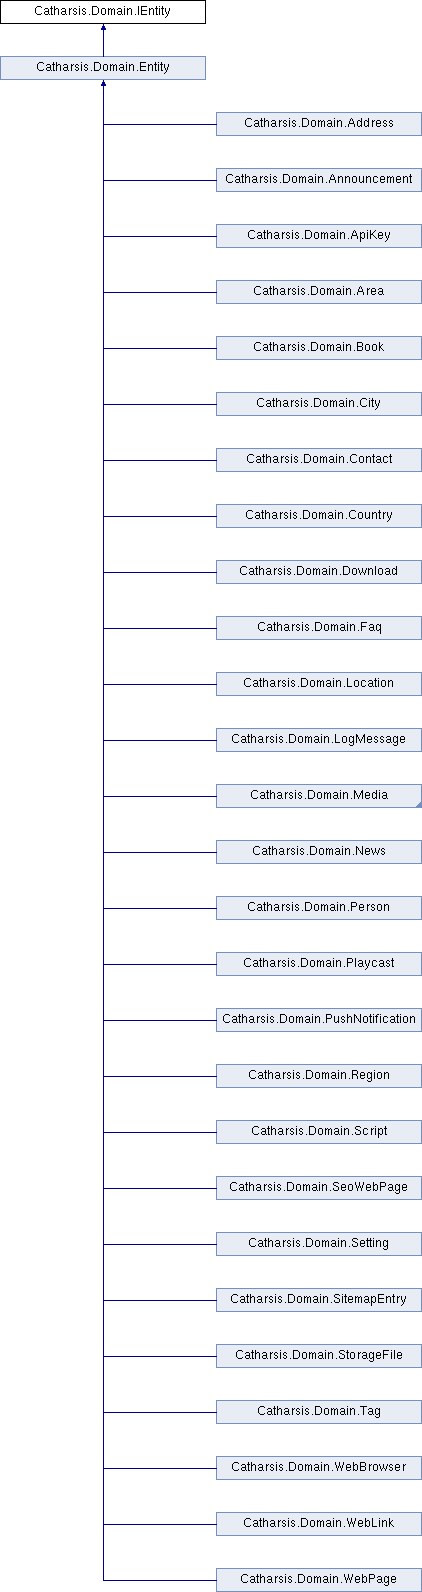 Catharsis.Domain.IEntity
Catharsis.Domain.Entity
Catharsis.Domain.Address
Catharsis.Domain.Announcement
Catharsis.Domain.ApiKey
Catharsis.Domain.Area
Catharsis.Domain.Book
Catharsis.Domain.City
Catharsis.Domain.Contact
Catharsis.Domain.Country
Catharsis.Domain.Download
Catharsis.Domain.Faq
Catharsis.Domain.Location
Catharsis.Domain.LogMessage
Catharsis.Domain.Media
Catharsis.Domain.News
Catharsis.Domain.Person
Catharsis.Domain.Playcast
Catharsis.Domain.PushNotification
Catharsis.Domain.Region
Catharsis.Domain.Script
Catharsis.Domain.SeoWebPage
Catharsis.Domain.Setting
Catharsis.Domain.SitemapEntry
Catharsis.Domain.StorageFile
Catharsis.Domain.Tag
Catharsis.Domain.WebBrowser
Catharsis.Domain.WebLink
Catharsis.Domain.WebPage